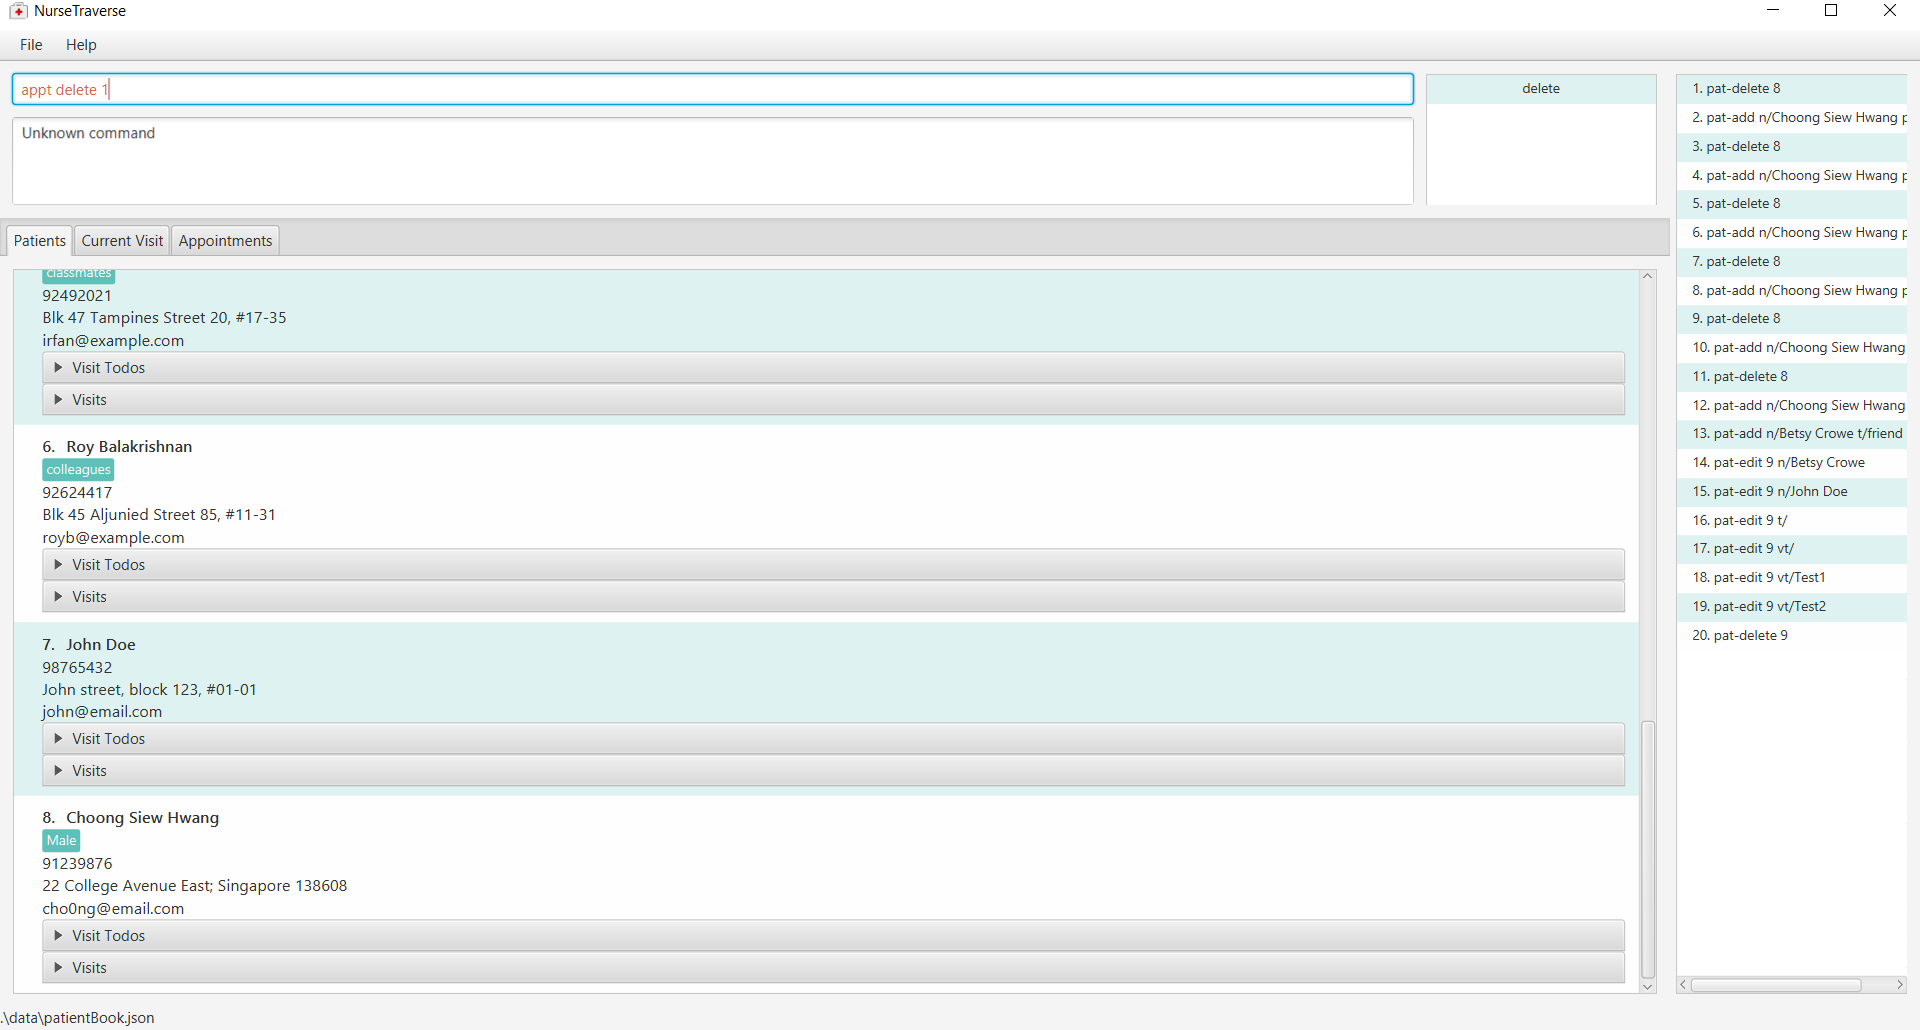 NurseTraverse
File Help
appt delete 1
Unknown command
delete
Patients Current Visit Appointments
classmates
92492021
Blk 47 Tampines Street 20, #17-35
irfan@example.com
Visit Todos
Visits
6. Roy Balakrishnan
colleagues
92624417
Blk 45 Aljunied Street 85, #11-31
royb@example.com
Visit Todos
Visits
7. John Doe
98765432
John street, block 123, #01-01
john@email.com
Visit Todos
Visits
8. Choong Siew Hwang
Male
91239876
22 College Avenue East; Singapore 138608
cho0ng@email.com
Visit Todos
Visits
1. pat-delete 8
2. pat-add n/Choong Siew Hwang p
3. pat-delete 8
4. pat-add n/Choong Siew Hwang p
5. pat-delete 8
6. pat-add n/Choong Siew Hwang p
7. pat-delete 8
8. pat-add n/Choong Siew Hwang p
9. pat-delete 8
10. pat-add n/Choong Siew Hwang
11. pat-delete 8
12. pat-add n/Choong Siew Hwang
13. pat-add n/Betsy Crowe t/friend
14. pat-edit 9 n/Betsy Crowe
15. pat-edit 9 n/John Doe
16. pat-edit 9 t/
17. pat-edit 9 vt/
18. pat-edit 9 vt/Test1
19. pat-edit 9 vt/Test2
20. pat-delete 9
.\data\patientBook.json